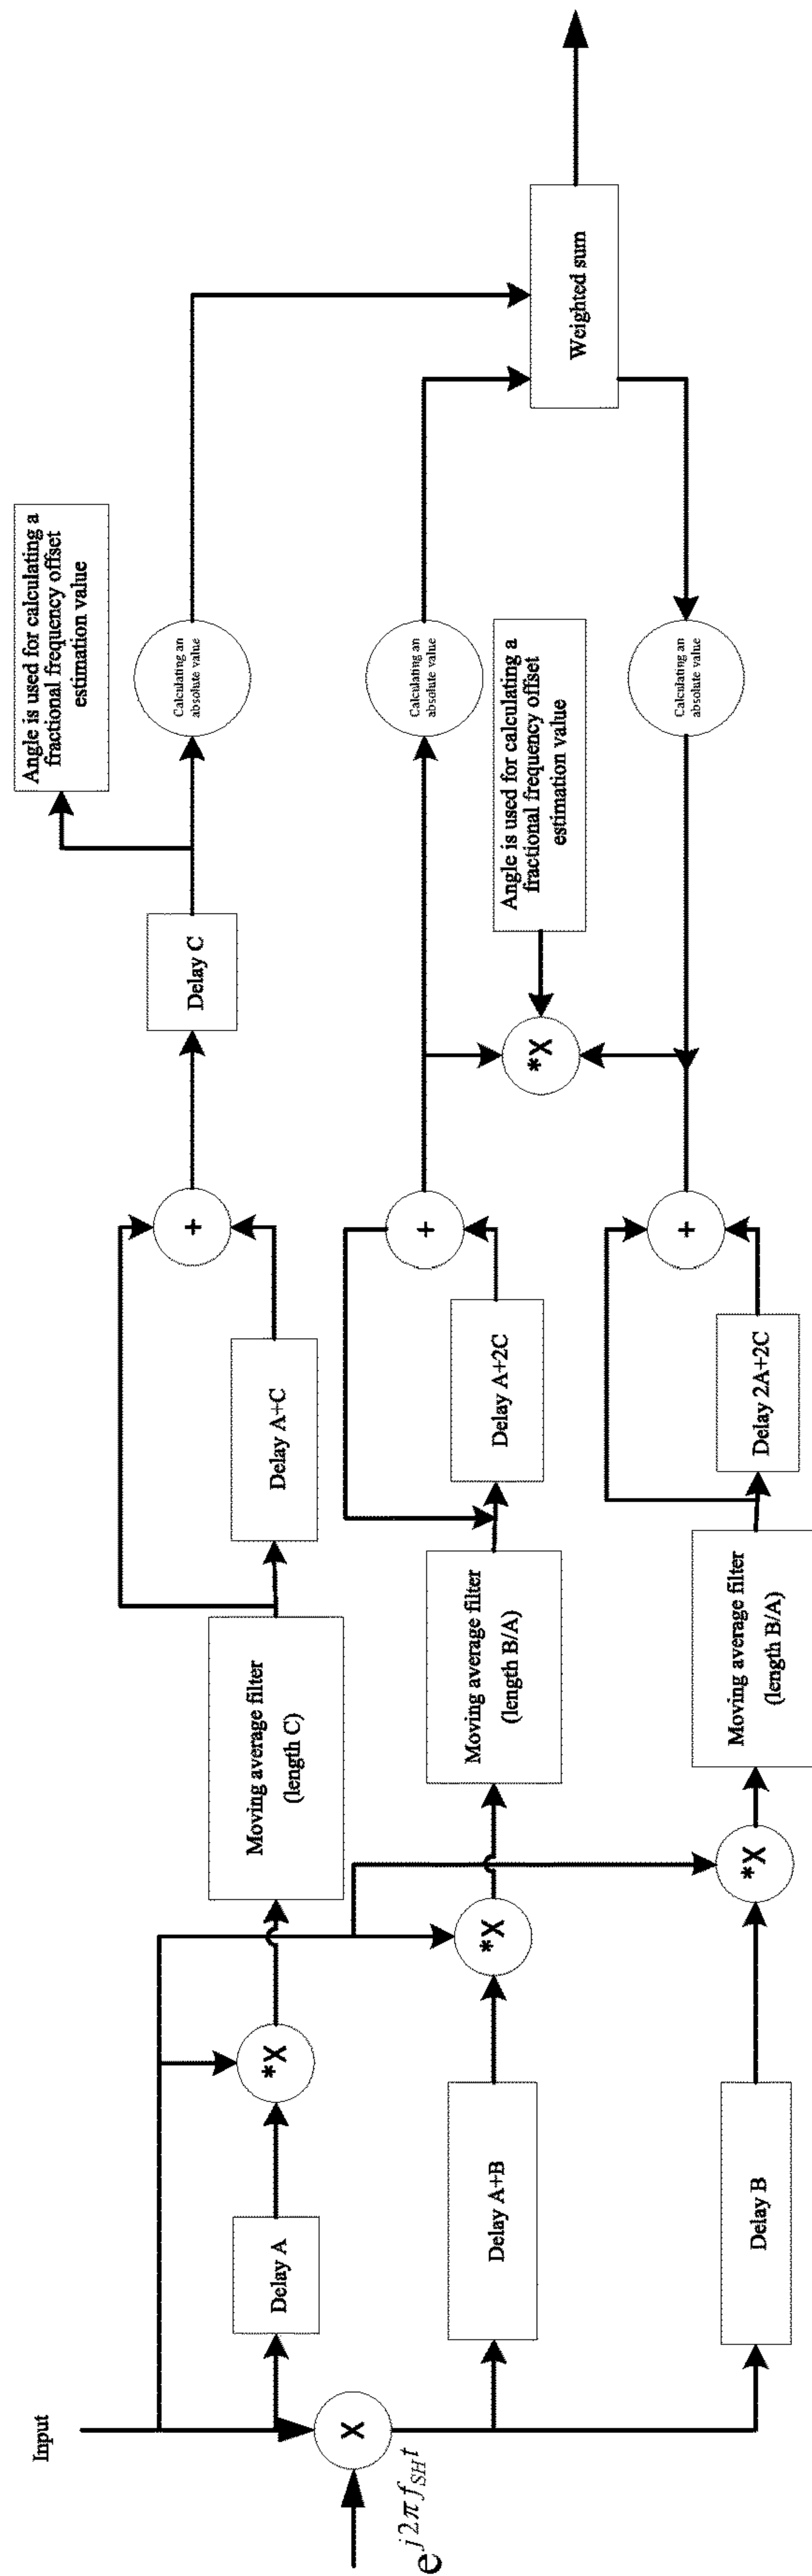 Input
e^{j2π f_{SH} t}
X
Delay A
Delay A+B
Delay B
X*
X*
X*
Moving average filter
(length C)
Moving average filter
(length B/A)
Moving average filter
(length B/A)
Delay A+C
Delay A+2C
Delay 2A+2C
+
+
+
Delay C
X*
Angle is used for calculating a
fractional frequency offset
estimation value
Angle is used for calculating a
fractional frequency offset
estimation value
Calculating an
absolute value
Calculating an
absolute value
Calculating an
absolute value
Weighted sum